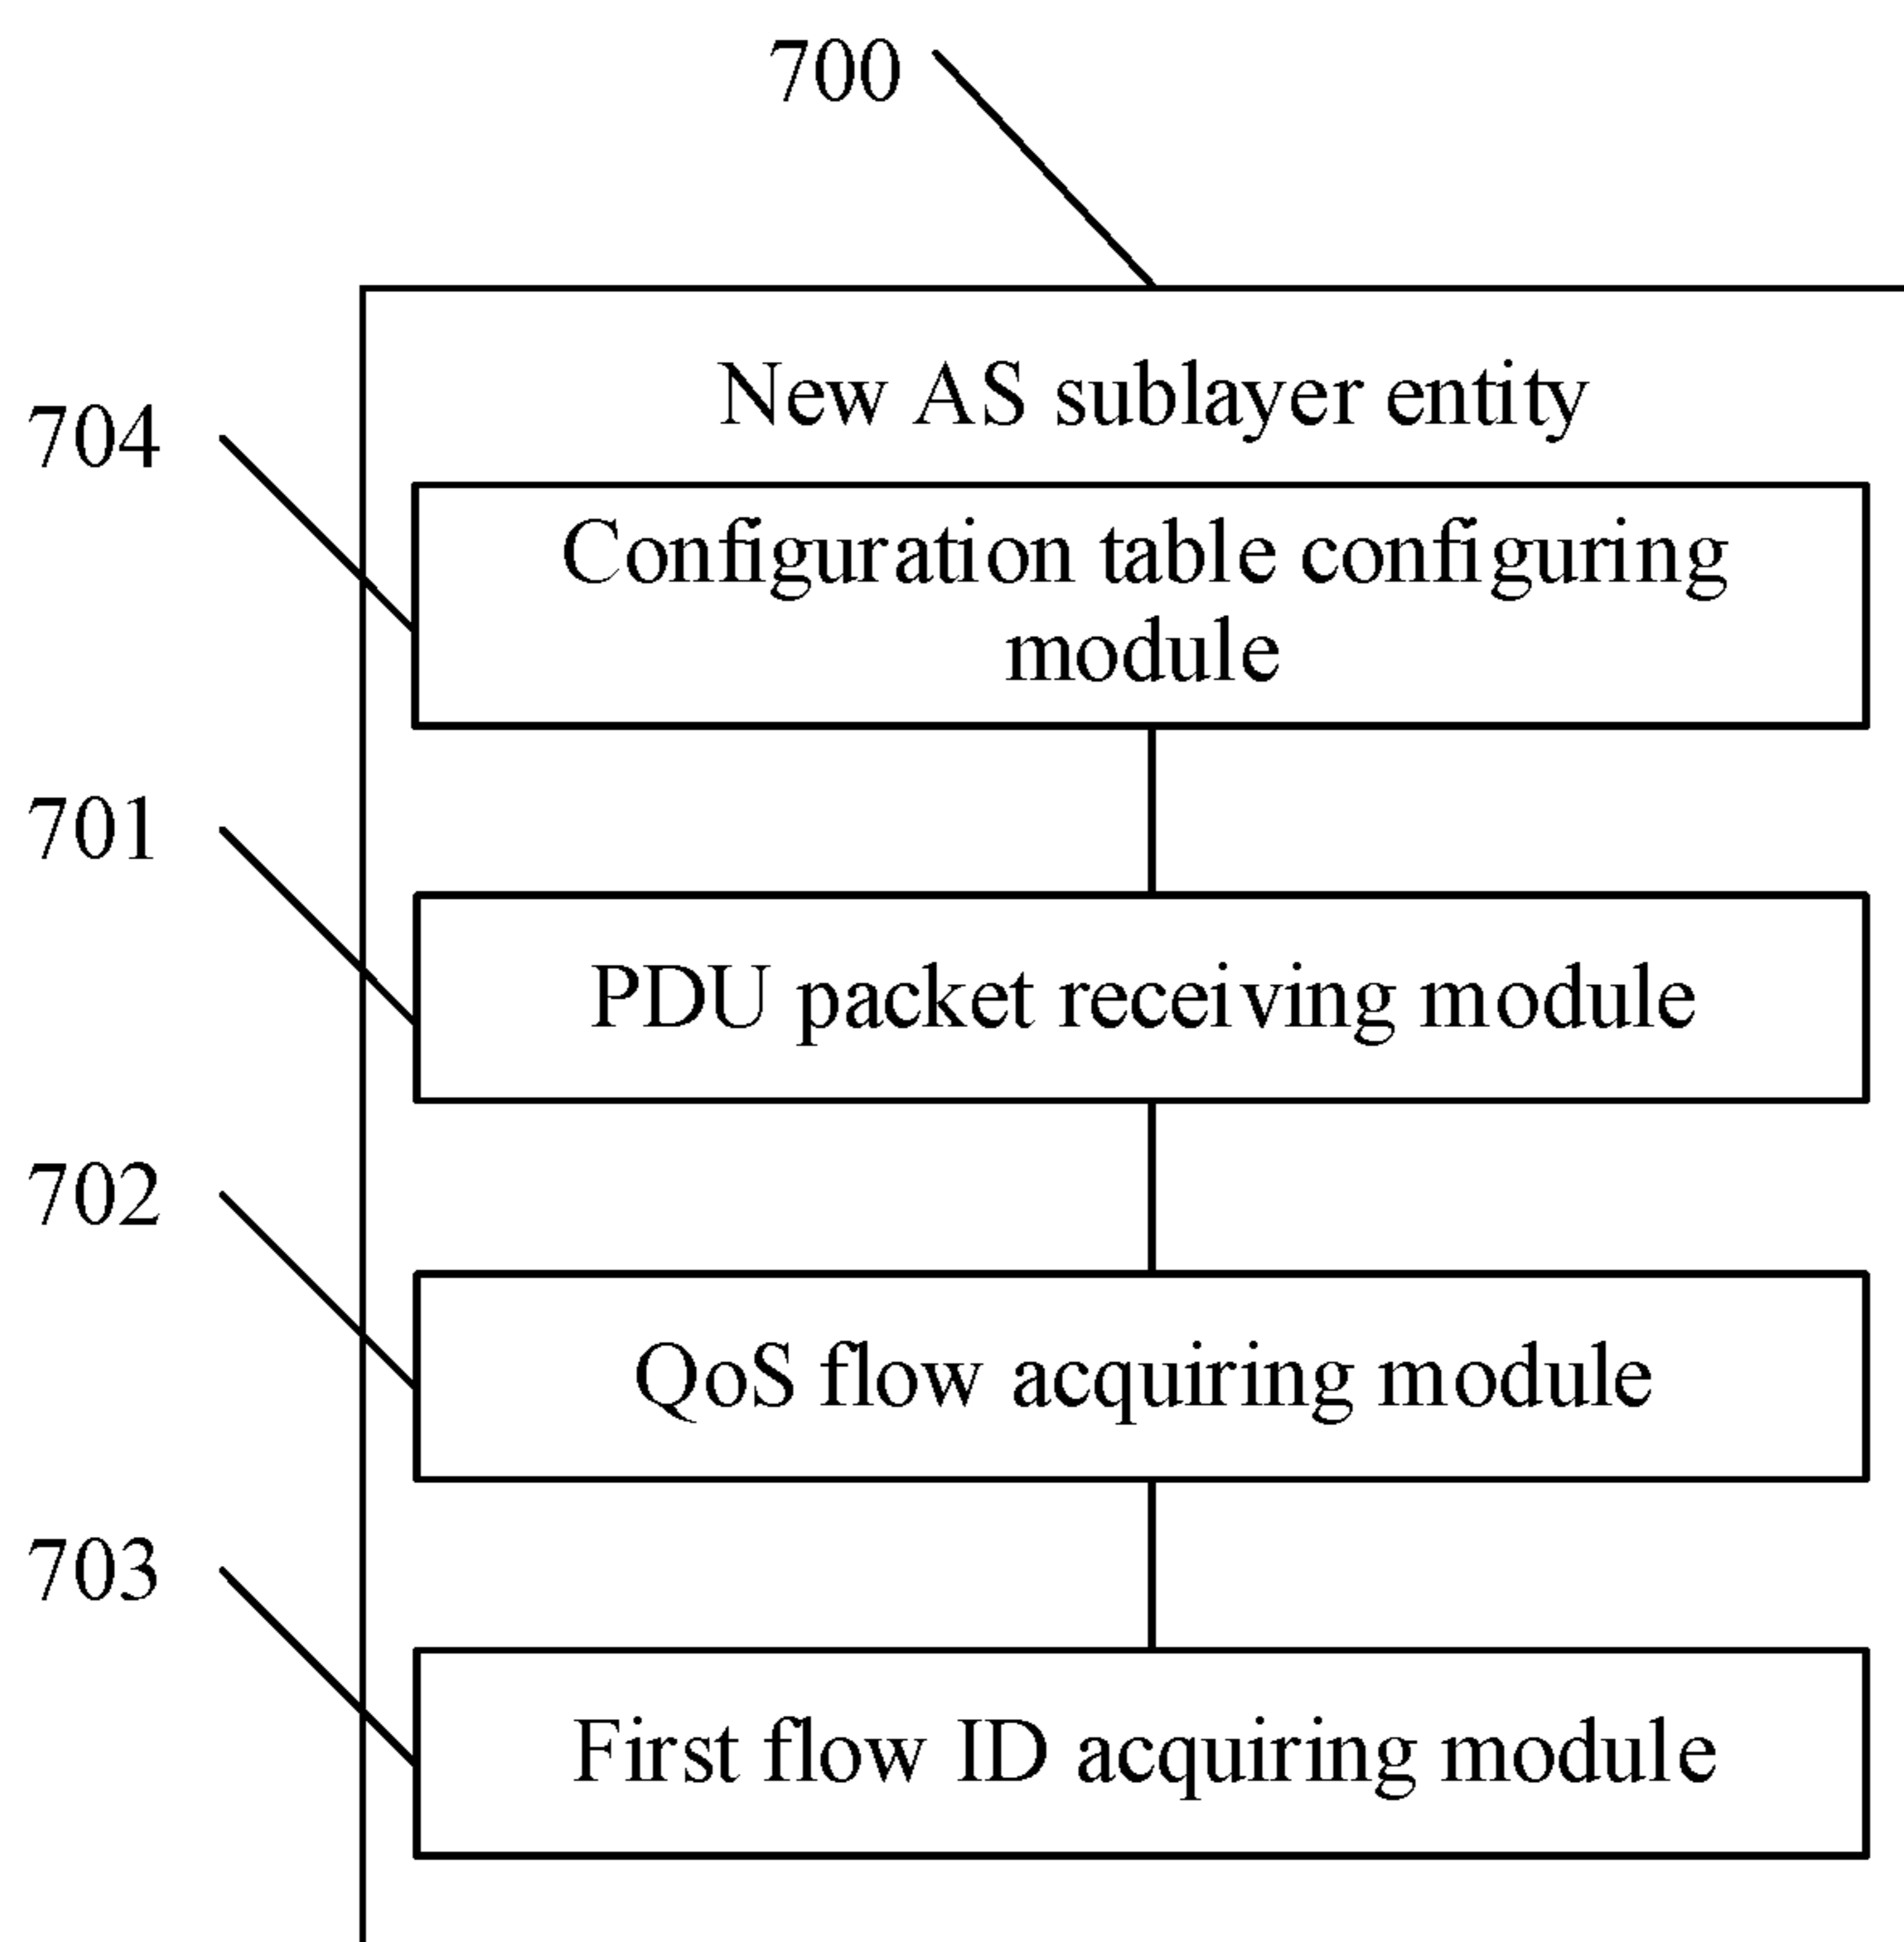 700
New AS sublayer entity
704
Configuration table configuring
module
701
PDU packet receiving module
702
QoS flow acquiring module
703
First flow ID acquiring module